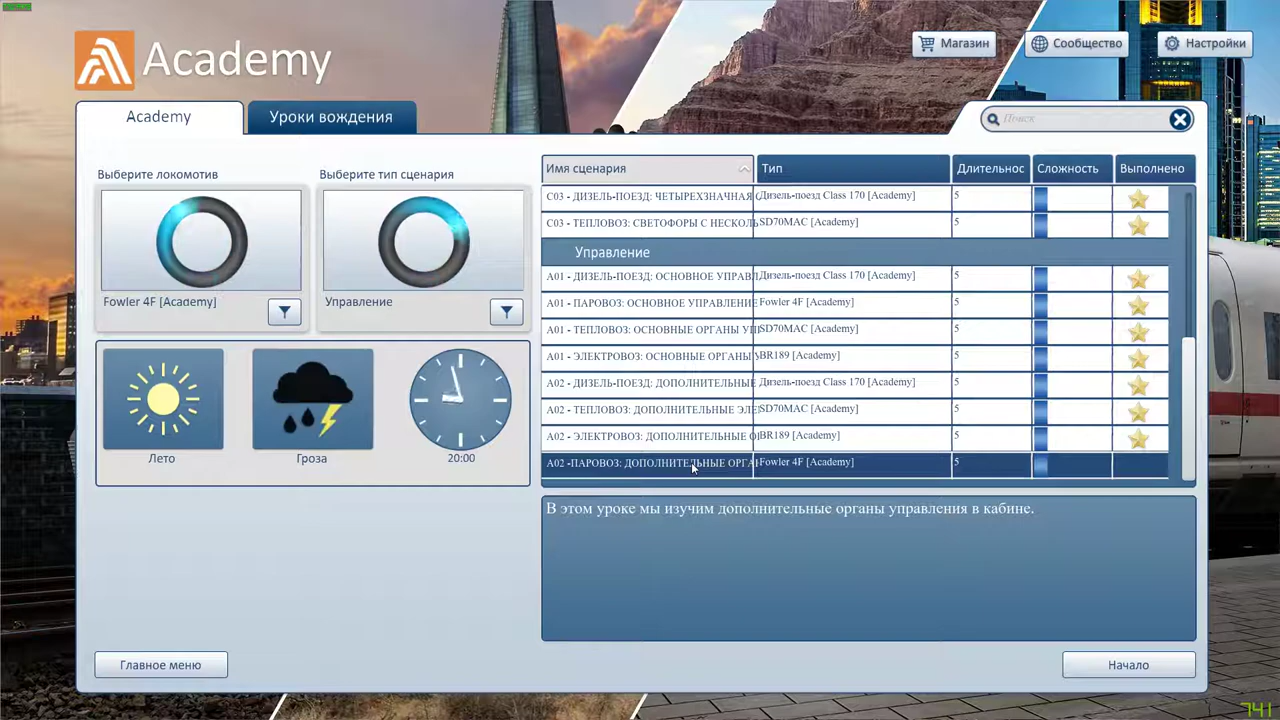 Academy
Магазин
Сообщество
Настройки
Academy
Уроки вождения
Поиск
Выберите локомотив
Выберите тип сценария
Fowler 4F [Academy]
Управление
Лето
Гроза
20:00
Имя сценария Тип Длительнос Сложность Выполнено
C03 - ДИЗЕЛЬ-ПОЕЗД: ЧЕТЫРЕХЗНАЧНАЯ Дизель-поезд Class 170 [Academy] 5
C03 - ТЕПЛОВОЗ: СВЕТОФОРЫ С НЕСКОЛЬ SD70MAC [Academy] 5
Управление
A01 - ДИЗЕЛЬ-ПОЕЗД: ОСНОВНОЕ УПРАВЛ Дизель-поезд Class 170 [Academy] 5
A01 - ПАРОВОЗ: ОСНОВНОЕ УПРАВЛЕНИЕ Fowler 4F [Academy] 5
A01 - ТЕПЛОВОЗ: ОСНОВНЫЕ ОРГАНЫ УП SD70MAC [Academy] 5
A01 - ЭЛЕКТРОВОЗ: ОСНОВНЫЕ ОРГАНЫ BR189 [Academy] 5
A02 - ДИЗЕЛЬ-ПОЕЗД: ДОПОЛНИТЕЛЬНЫЕ Дизель-поезд Class 170 [Academy] 5
A02 - ТЕПЛОВОЗ: ДОПОЛНИТЕЛЬНЫЕ ЭЛЕ SD70MAC [Academy] 5
A02 - ЭЛЕКТРОВОЗ: ДОПОЛНИТЕЛЬНЫЕ О BR189 [Academy] 5
A02 -ПАРОВОЗ: ДОПОЛНИТЕЛЬНЫЕ ОРГА Fowler 4F [Academy] 5
В этом уроке мы изучим дополнительные органы управления в кабине.
Главное меню
Начало
741